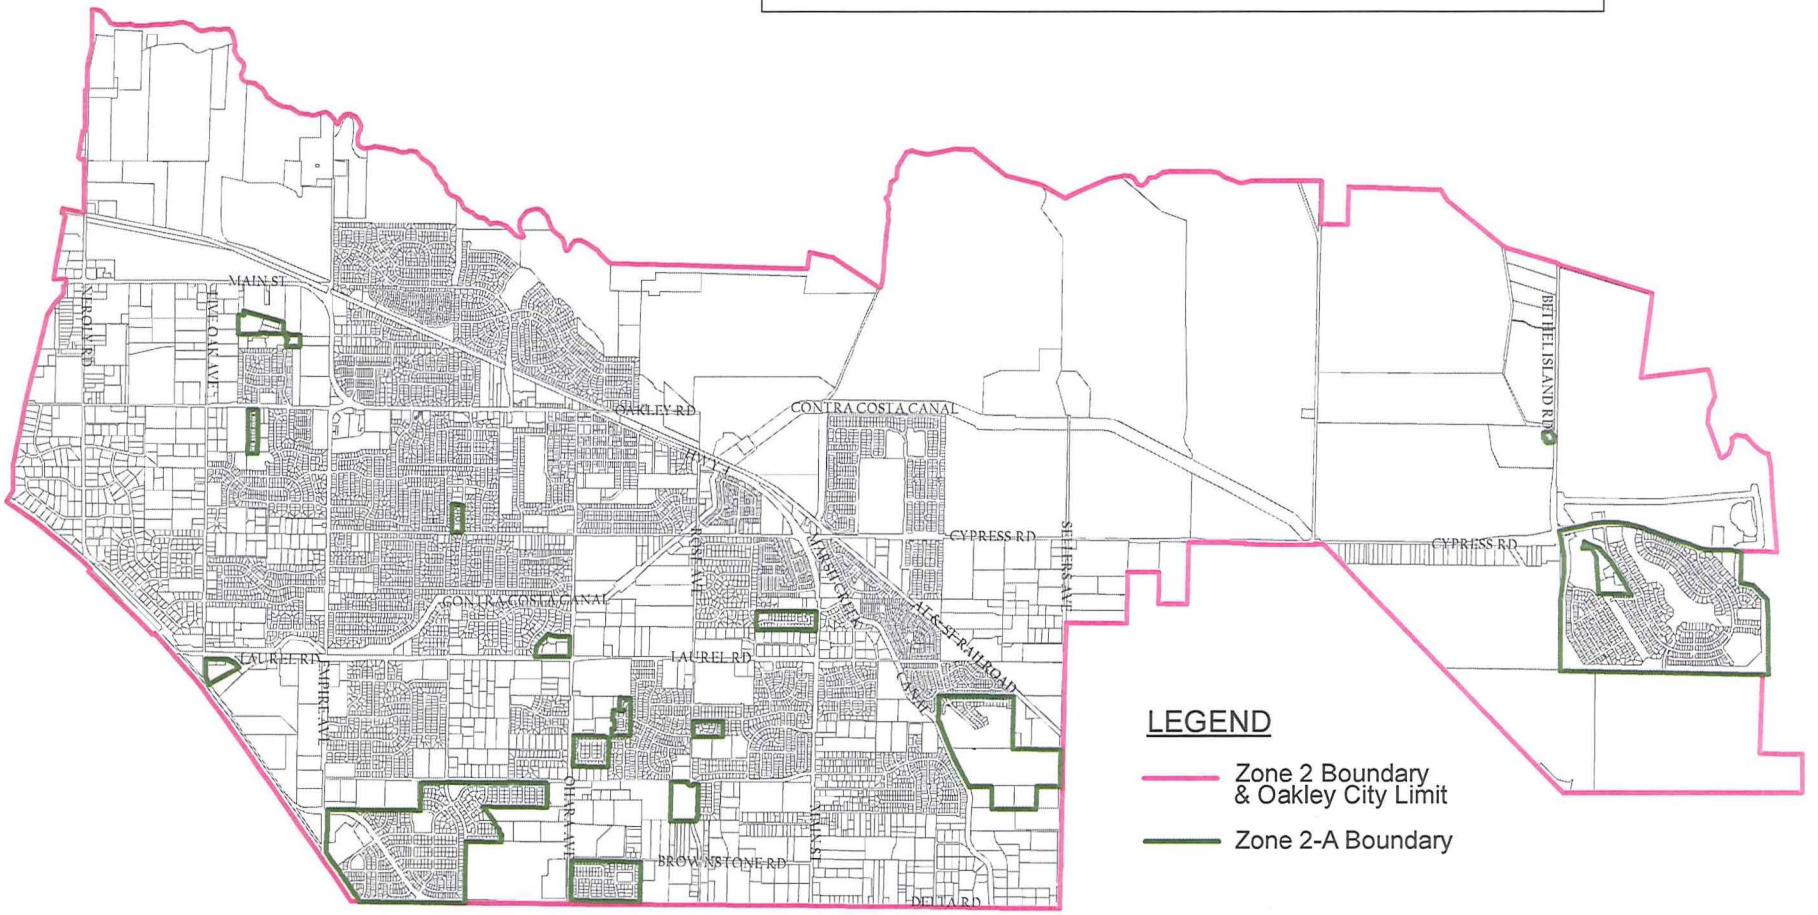 MAIN ST
NEROLY RD
LIVE OAK AVE
BETHEL ISLAND RD
OAKLEY RD
CONTRA COSTA CANAL
HWY 4
CYPRESS RD
SELLERS AVE
CYPRESS RD
ROSE AVE
MARSH CREEK
CONTRA COSTA CANAL
AT & SF RAILROAD
LAUREL RD
LAUREL RD
EMPIRE AVE
CANAL
LEGEND
Zone 2 Boundary
& Oakley City Limit
Zone 2-A Boundary
OHARA AVE
MAIN ST
BROWNSTONE RD
DELTA RD